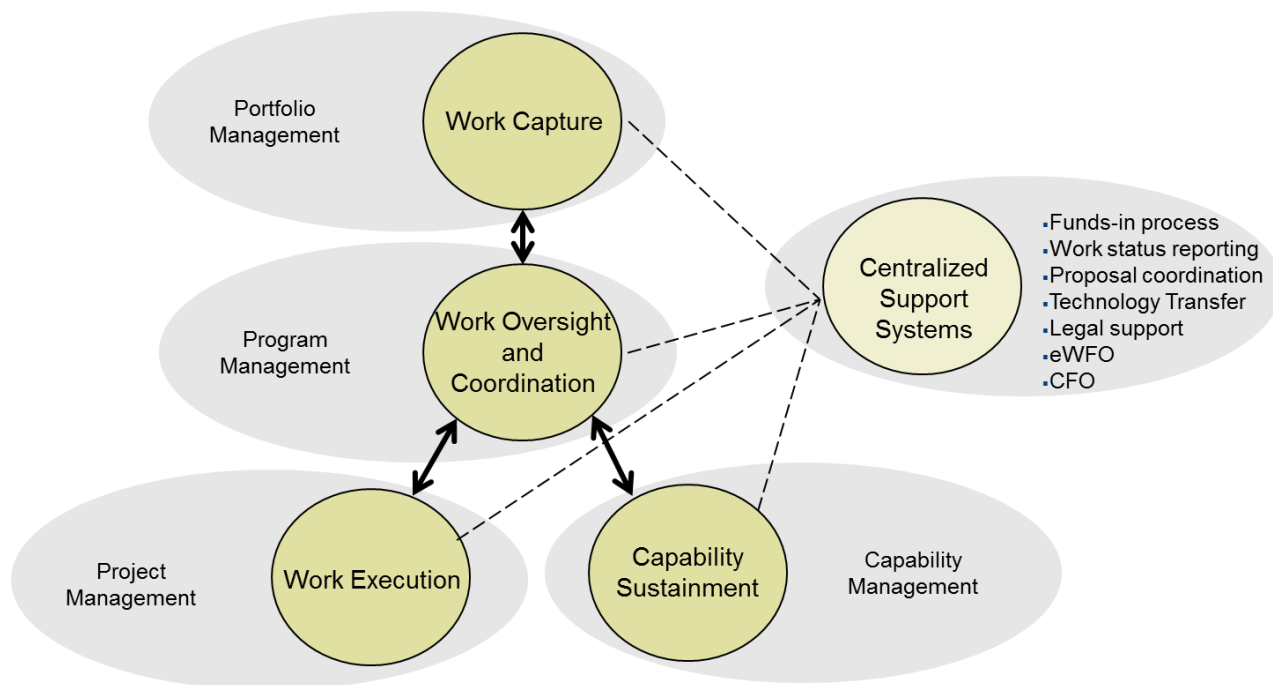 Portfolio
Management
Work Capture
Centralized
Support
Systems
▪Funds-in process
▪Work status reporting
▪Proposal coordination
▪Technology Transfer
▪Legal support
▪eWFO
▪CFO
Program
Management
Work Oversight
and
Coordination
Project
Management
Work Execution
Capability
Sustainment
Capability
Management